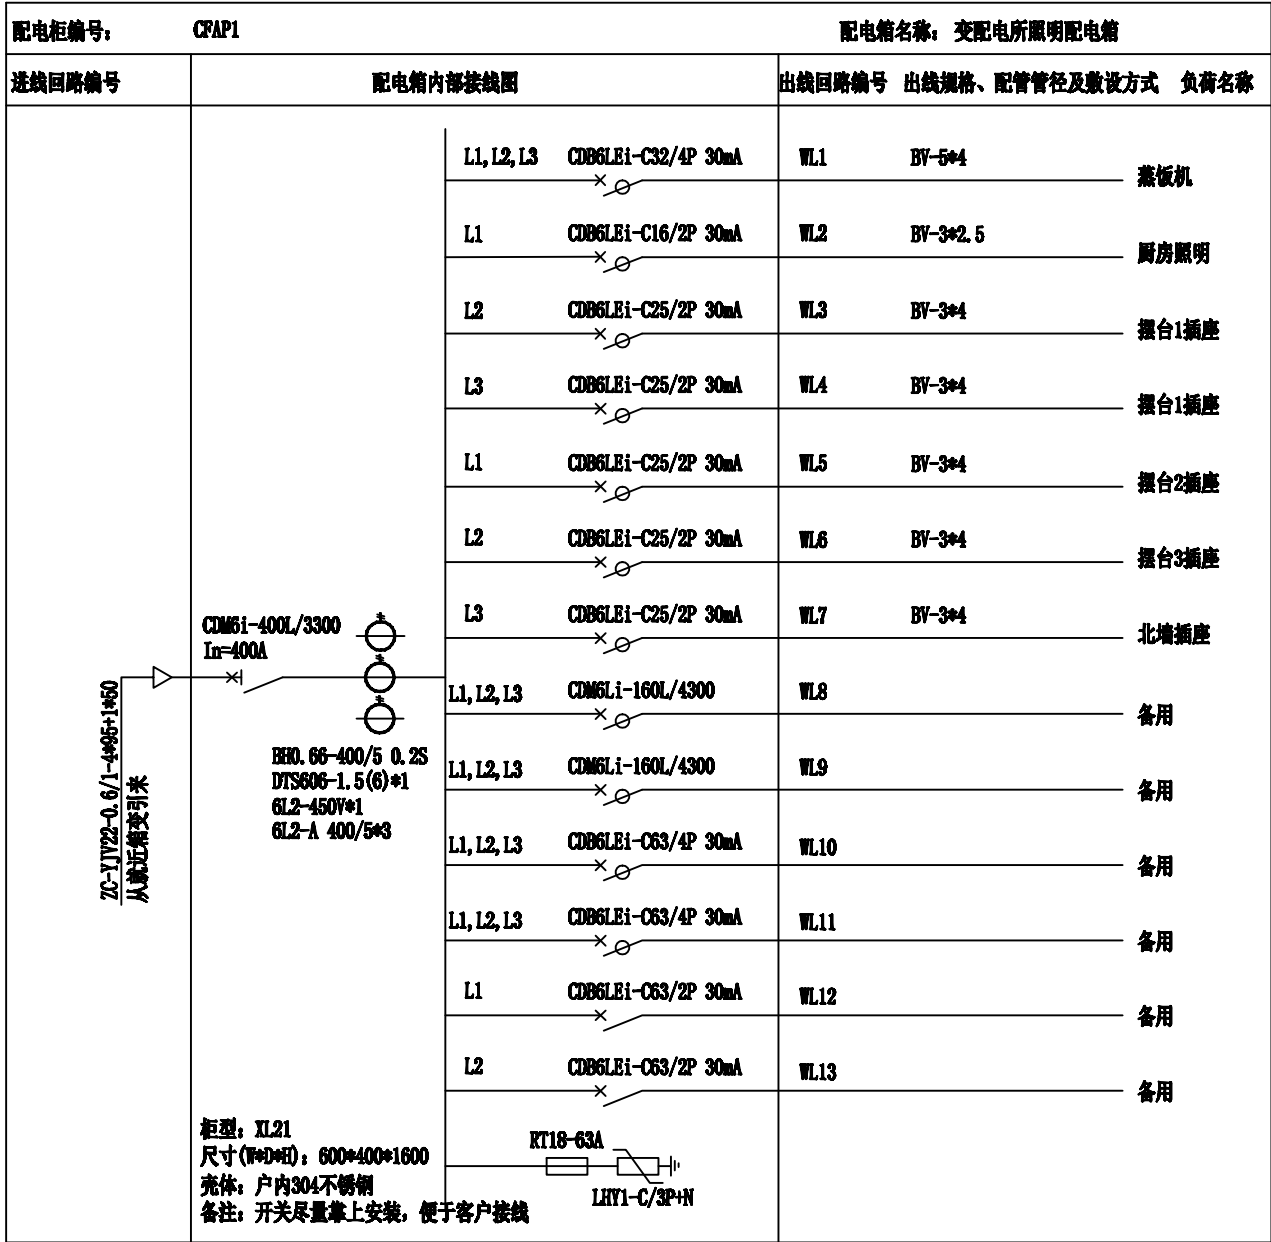 配电柜编号： CFAP1 配电箱名称： 变配电所照明配电箱
进线回路编号 配电箱内部接线图 出线回路编号 出线规格、配管管径及敷设方式 负荷名称
L1,L2,L3 CDB6LEi-C32/4P 30mA WL1 BV-5*4 蒸饭机
L1 CDB6LEi-C16/2P 30mA WL2 BV-3*2.5 厨房照明
L2 CDB6LEi-C25/2P 30mA WL3 BV-3*4 摆台1插座
L3 CDB6LEi-C25/2P 30mA WL4 BV-3*4 摆台1插座
L1 CDB6LEi-C25/2P 30mA WL5 BV-3*4 摆台2插座
L2 CDB6LEi-C25/2P 30mA WL6 BV-3*4 摆台3插座
L3 CDB6LEi-C25/2P 30mA WL7 BV-3*4 北墙插座
CDM6i-400L/3300
In=400A
ZC-YJV22-0.6/1-4*95+1*50
从就近箱变引来
L1,L2,L3 CDM6Li-160L/4300 WL8 备用
BH0.66-400/5 0.2S
DTS606-1.5(6)*1
6L2-450V*1
6L2-A 400/5*3
L1,L2,L3 CDM6Li-160L/4300 WL9 备用
L1,L2,L3 CDB6LEi-C63/4P 30mA WL10 备用
L1,L2,L3 CDB6LEi-C63/4P 30mA WL11 备用
L1 CDB6LEi-C63/2P 30mA WL12 备用
L2 CDB6LEi-C63/2P 30mA WL13 备用
RT18-63A
LHY1-C/3P+N
柜型：XL21
尺寸(W*D*H)：600*400*1600
壳体：户内304不锈钢
备注：开关尽量靠上安装，便于客户接线